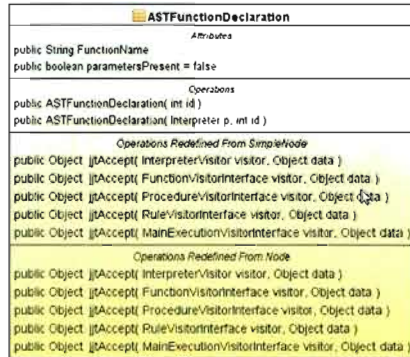 ASTFunctionDeclaration
Attributes
public String FunctionName
public boolean parametersPresent = false
Operations
public ASTFunctionDeclaration( int id )
public ASTFunctionDeclaration( Interpreter p, int id )
Operations Redefined From SimpleNode
public Object jjtAccept( InterpreterVisitor visitor, Object data )
public Object jjtAccept( FunctionVisitorInterface visitor, Object data )
public Object jjtAccept( ProcedureVisitorInterface visitor, Object data )
public Object jjtAccept( RuleVisitorInterface visitor, Object data )
public Object jjtAccept( MainExecutionVisitorInterface visitor, Object data )
Operations Redefined From Node
public Object jjtAccept( InterpreterVisitor visitor, Object data )
public Object jjtAccept( FunctionVisitorInterface visitor, Object data )
public Object jjtAccept( ProcedureVisitorInterface visitor, Object data )
public Object jjtAccept( RuleVisitorInterface visitor, Object data )
public Object jjtAccept( MainExecutionVisitorInterface visitor, Object data )